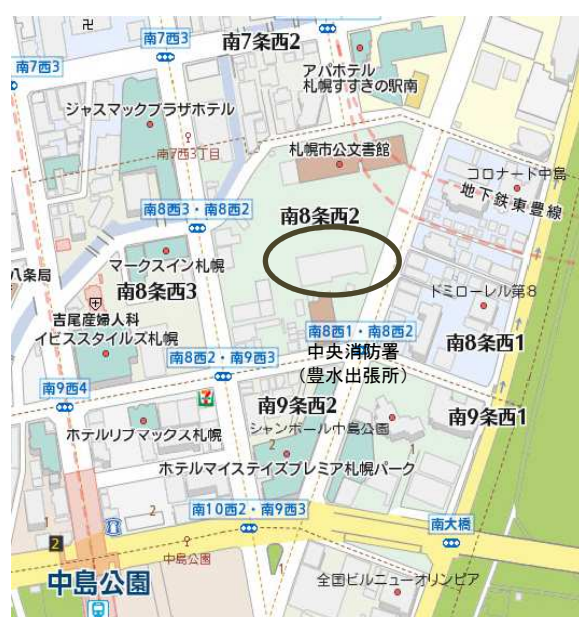 南7西3
南7条西2
南7西3
アパホテル
札幌すすきの駅南
ジャスマックプラザホテル
南7西3丁目
札幌市公文書館
コロナード中島
地下鉄東豊線
南8西3・南8西2
南8条西2
八条局
マークスイン札幌
南8条西3
ドミローレル第8
吉尾産婦人科
イビススタイルズ札幌
南8西1・南8西2
南8条西1
南8西2・南9西3
中央消防署
（豊水出張所）
南9西4
7
南9条西2
南9条西1
ホテルリブマックス札幌
シャンボール中島公園
1
ホテルマイステイズプレミア札幌パーク
2
1
南10西2・南9西3
南大橋
2
中島公園
中島公園
1
全国ビルニューオリンピア